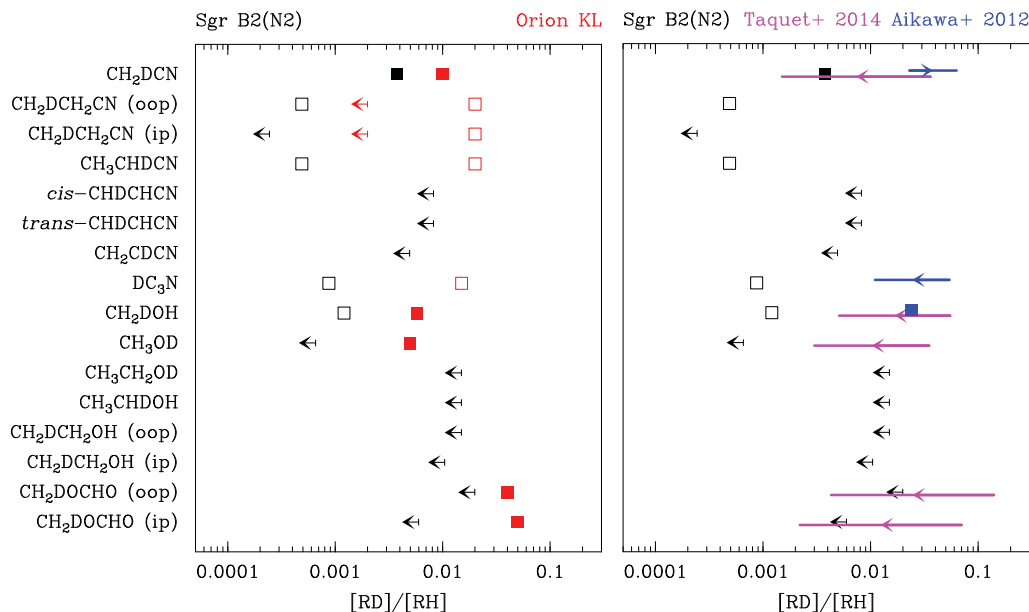 Sgr B2(N2) Orion KL Sgr B2(N2) Taquet+ 2014 Aikawa+ 2012
CH₂DCN
CH₂DCH₂CN (oop)
CH₂DCH₂CN (ip)
CH₃CHDCN
cis−CHDCHCN
trans−CHDCHCN
CH₂CDCN
DC₃N
CH₂DOH
CH₃OD
CH₃CH₂OD
CH₃CHDOH
CH₂DCH₂OH (oop)
CH₂DCH₂OH (ip)
CH₂DOCHO (oop)
CH₂DOCHO (ip)
0.0001 0.001 0.01 0.1 0.0001 0.001 0.01 0.1
[RD]/[RH] [RD]/[RH]